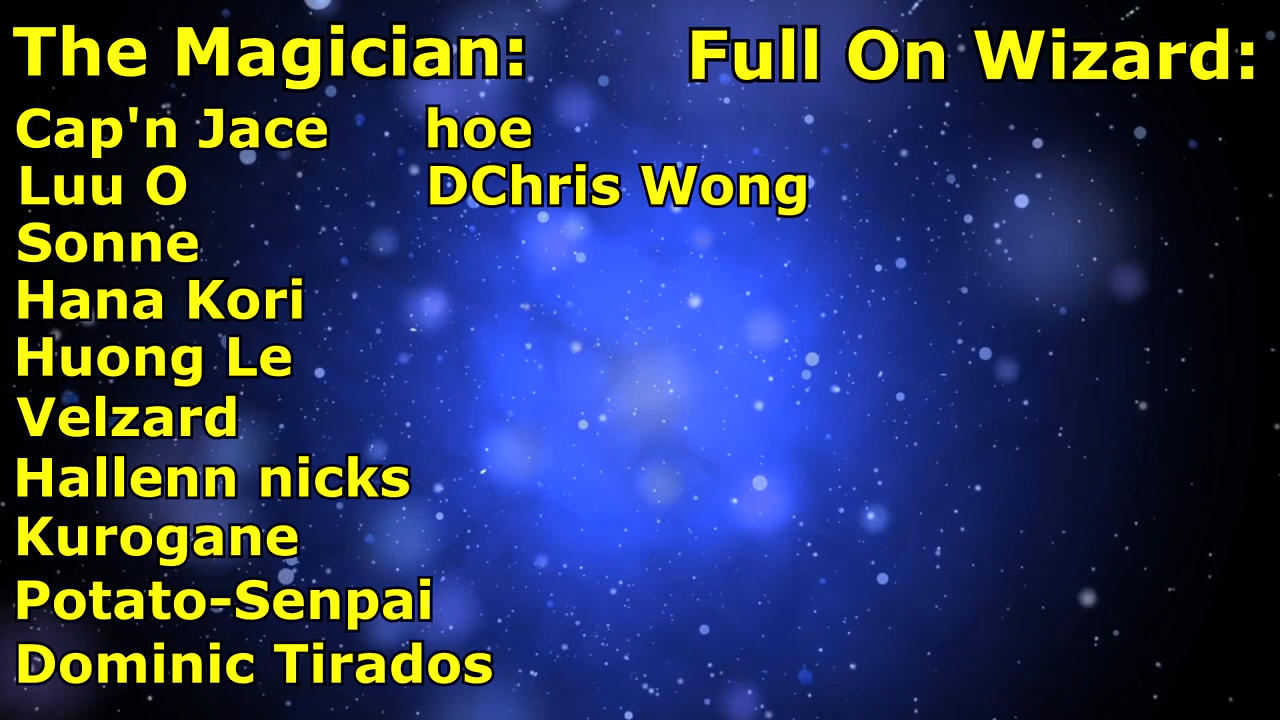 The Magician:
Full On Wizard:
Cap'n Jace
Luu O
Sonne
Hana Kori
Huong Le
Velzard
Hallenn nicks
Kurogane
Potato-Senpai
Dominic Tirados
hoe
DChris Wong